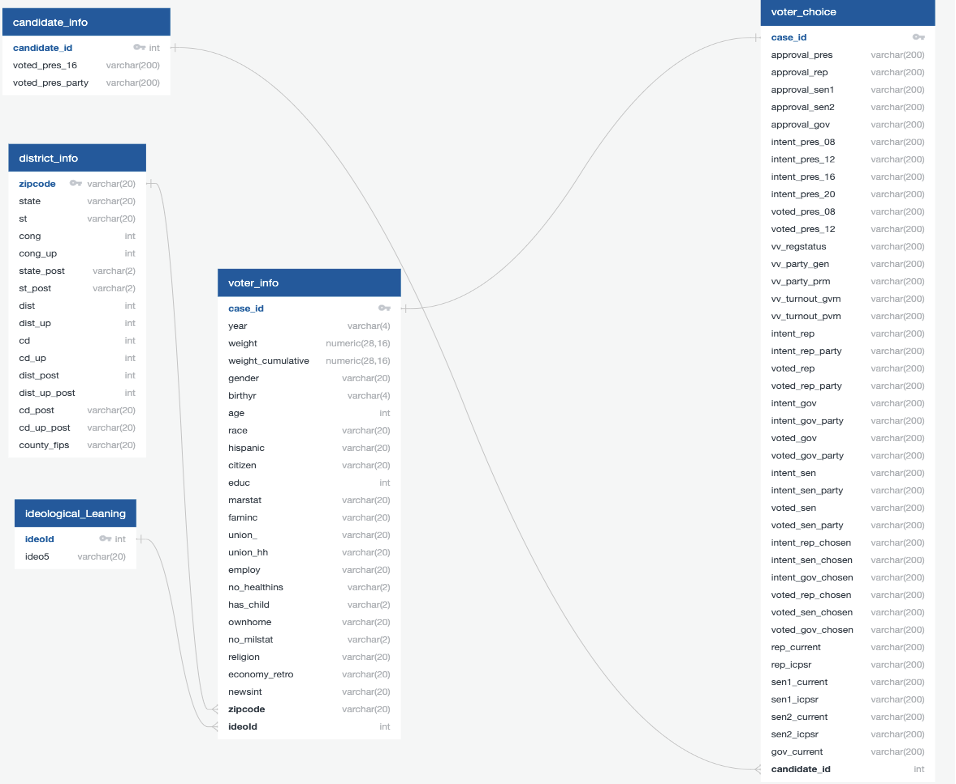 candidate_info
candidate_id int
voted_pres_16 varchar(200)
voted_pres_party varchar(200)
district_info
zipcode varchar(20)
state varchar(20)
st varchar(20)
cong int
cong_up int
state_post varchar(2)
st_post varchar(2)
dist int
dist_up int
cd int
cd_up int
dist_post int
dist_up_post int
cd_post varchar(20)
cd_up_post varchar(20)
county_fips varchar(20)
ideological_Leaning
ideoId int
ideo5 varchar(20)
voter_info
case_id
year varchar(4)
weight numeric(28,16)
weight_cumulative numeric(28,16)
gender varchar(20)
birthyr varchar(4)
age int
race varchar(20)
hispanic varchar(20)
citizen varchar(20)
educ int
marstat varchar(20)
faminc varchar(20)
union_ varchar(20)
union_hh varchar(20)
employ varchar(20)
no_healthins varchar(2)
has_child varchar(2)
ownhome varchar(20)
no_milstat varchar(2)
religion varchar(20)
economy_retro varchar(20)
newsint varchar(20)
zipcode varchar(20)
ideoId int
voter_choice
case_id
approval_pres varchar(200)
approval_rep varchar(200)
approval_sen1 varchar(200)
approval_sen2 varchar(200)
approval_gov varchar(200)
intent_pres_08 varchar(200)
intent_pres_12 varchar(200)
intent_pres_16 varchar(200)
intent_pres_20 varchar(200)
voted_pres_08 varchar(200)
voted_pres_12 varchar(200)
vv_regstatus varchar(200)
vv_party_gen varchar(200)
vv_party_prm varchar(200)
vv_turnout_gvm varchar(200)
vv_turnout_pvm varchar(200)
intent_rep varchar(200)
intent_rep_party varchar(200)
voted_rep varchar(200)
voted_rep_party varchar(200)
intent_gov varchar(200)
intent_gov_party varchar(200)
voted_gov varchar(200)
voted_gov_party varchar(200)
intent_sen varchar(200)
intent_sen_party varchar(200)
voted_sen varchar(200)
voted_sen_party varchar(200)
intent_rep_chosen varchar(200)
intent_sen_chosen varchar(200)
intent_gov_chosen varchar(200)
voted_rep_chosen varchar(200)
voted_sen_chosen varchar(200)
voted_gov_chosen varchar(200)
rep_current varchar(200)
rep_icpsr varchar(200)
sen1_current varchar(200)
sen1_icpsr varchar(200)
sen2_current varchar(200)
sen2_icpsr varchar(200)
gov_current varchar(200)
candidate_id int